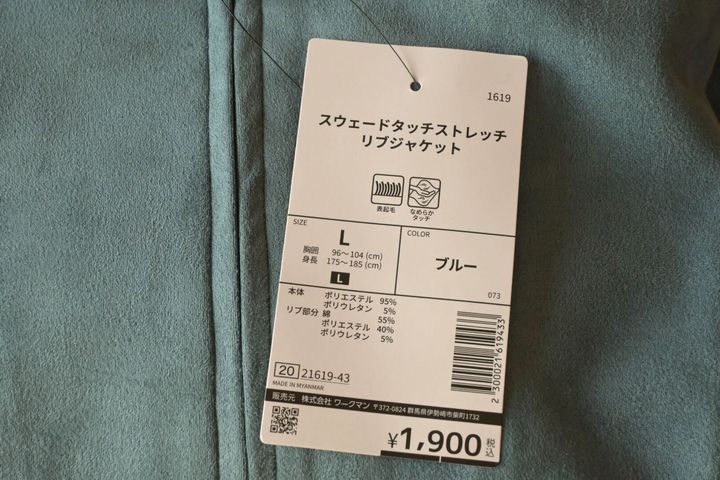 1619
スウェードタッチストレッチ
リブジャケット
表起毛
なめらか
タッチ
SIZE
L
胸囲 96〜104 (cm)
身長 175〜185 (cm)
L
COLOR
ブルー
073
本体 ポリエステル 95%
ポリウレタン 5%
リブ部分 綿 55%
ポリエステル 40%
ポリウレタン 5%
20 21619-43
MADE IN MYANMAR
2 300021 619433
販売元 株式会社 ワークマン 〒372-0824 群馬県伊勢崎市柴町1732
¥1,900 税込